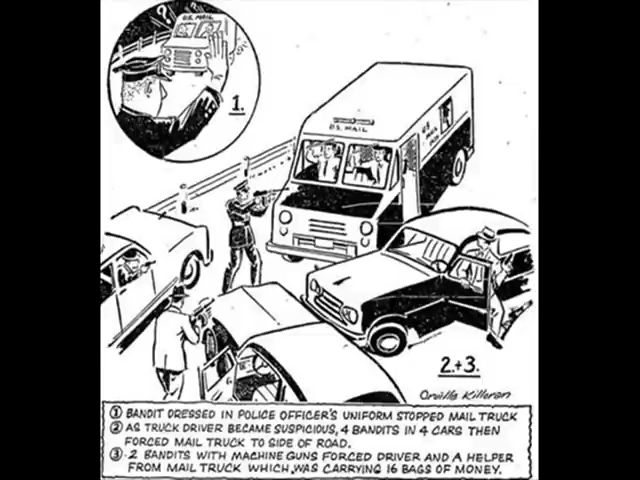 U.S. MAIL
? ?
1.
U.S. MAIL
U.S.
MAIL
2.+3.
Orville Killeran
① BANDIT DRESSED IN POLICE OFFICER'S UNIFORM STOPPED MAIL TRUCK
② AS TRUCK DRIVER BECAME SUSPICIOUS, 4 BANDITS IN 4 CARS THEN
FORCED MAIL TRUCK TO SIDE OF ROAD.
③ 2 BANDITS WITH MACHINE GUNS FORCED DRIVER AND A HELPER
FROM MAIL TRUCK WHICH WAS CARRYING 16 BAGS OF MONEY.